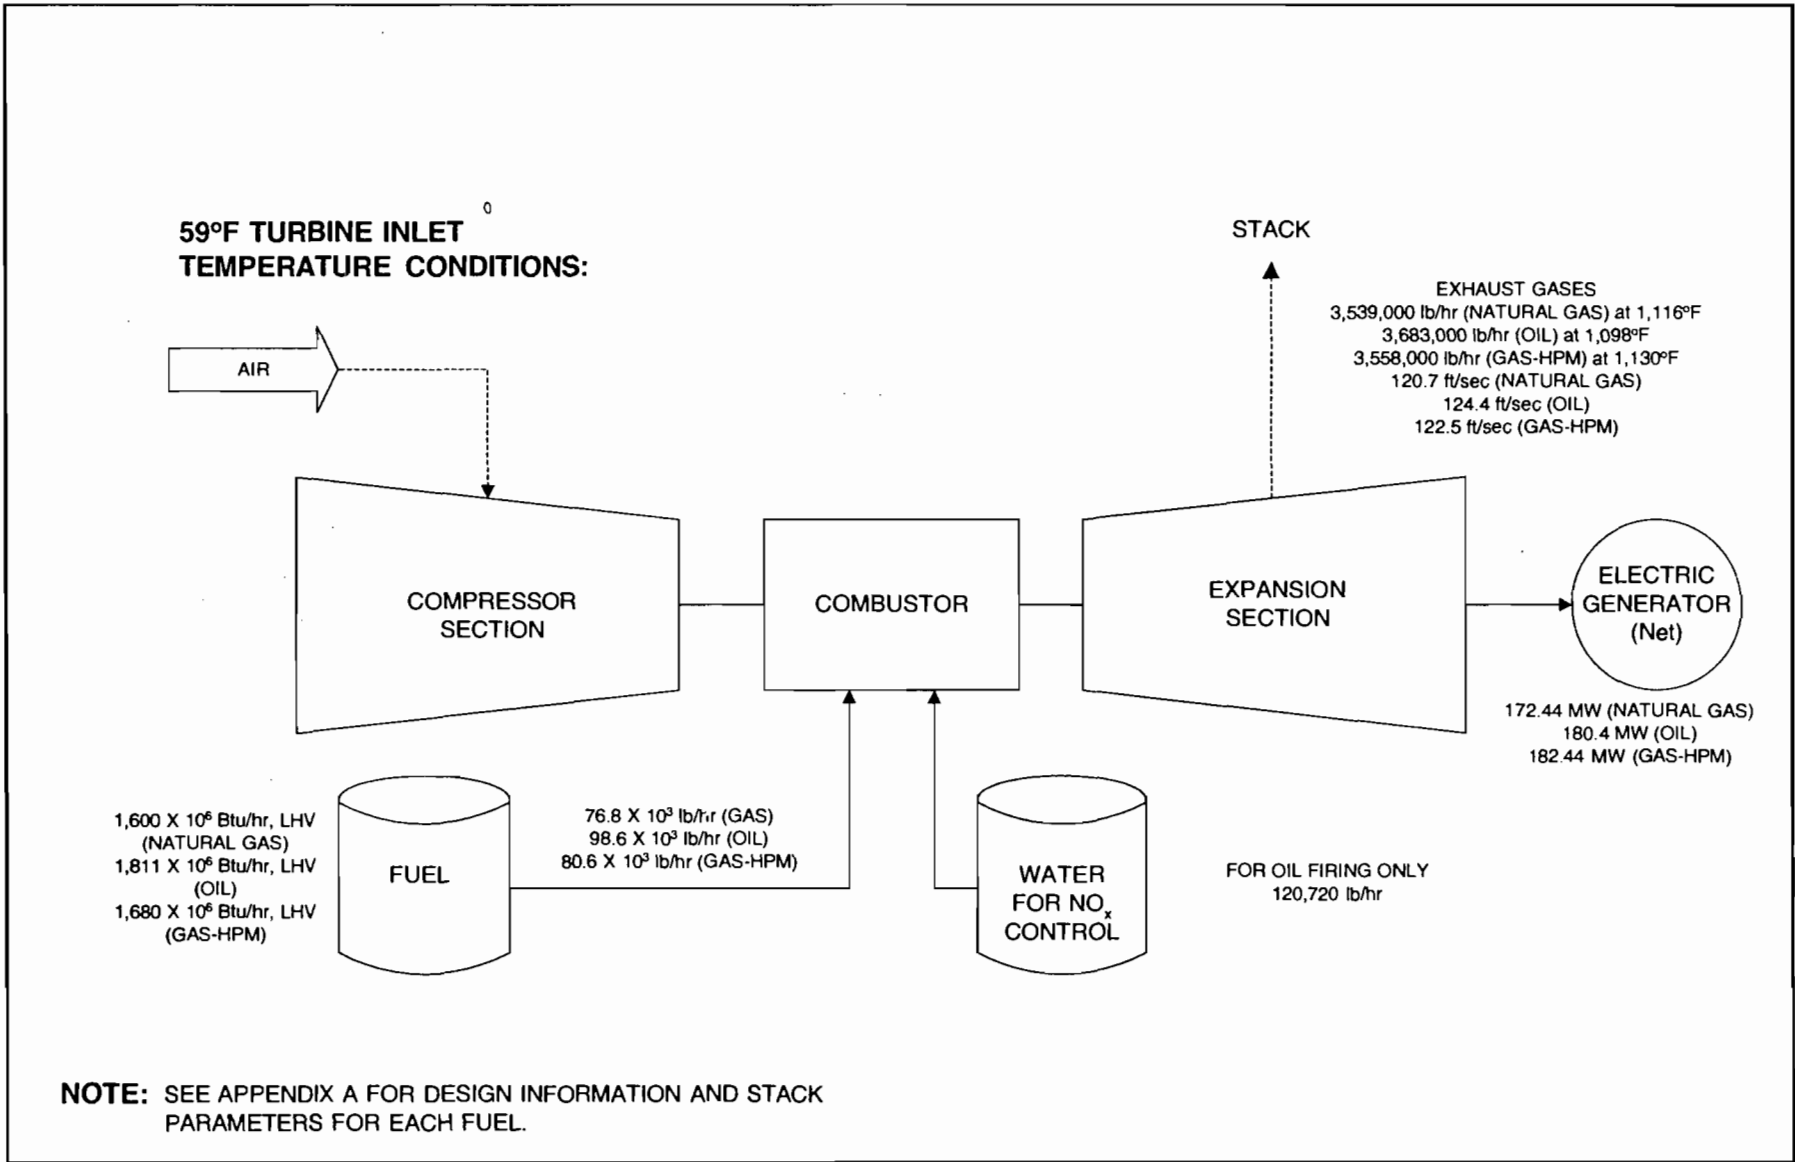 59ºF TURBINE INLET
TEMPERATURE CONDITIONS:
AIR
STACK
EXHAUST GASES
3,539,000 lb/hr (NATURAL GAS) at 1,116ºF
3,683,000 lb/hr (OIL) at 1,098ºF
3,558,000 lb/hr (GAS-HPM) at 1,130ºF
120.7 ft/sec (NATURAL GAS)
124.4 ft/sec (OIL)
122.5 ft/sec (GAS-HPM)
COMPRESSOR
SECTION
COMBUSTOR
EXPANSION
SECTION
ELECTRIC
GENERATOR
(Net)
172.44 MW (NATURAL GAS)
180.4 MW (OIL)
182.44 MW (GAS-HPM)
1,600 X 10⁶ Btu/hr, LHV
(NATURAL GAS)
1,811 X 10⁶ Btu/hr, LHV
(OIL)
1,680 X 10⁶ Btu/hr, LHV
(GAS-HPM)
FUEL
76.8 X 10³ lb/hr (GAS)
98.6 X 10³ lb/hr (OIL)
80.6 X 10³ lb/hr (GAS-HPM)
WATER
FOR NOₓ
CONTROL
FOR OIL FIRING ONLY
120,720 lb/hr
NOTE: SEE APPENDIX A FOR DESIGN INFORMATION AND STACK
PARAMETERS FOR EACH FUEL.